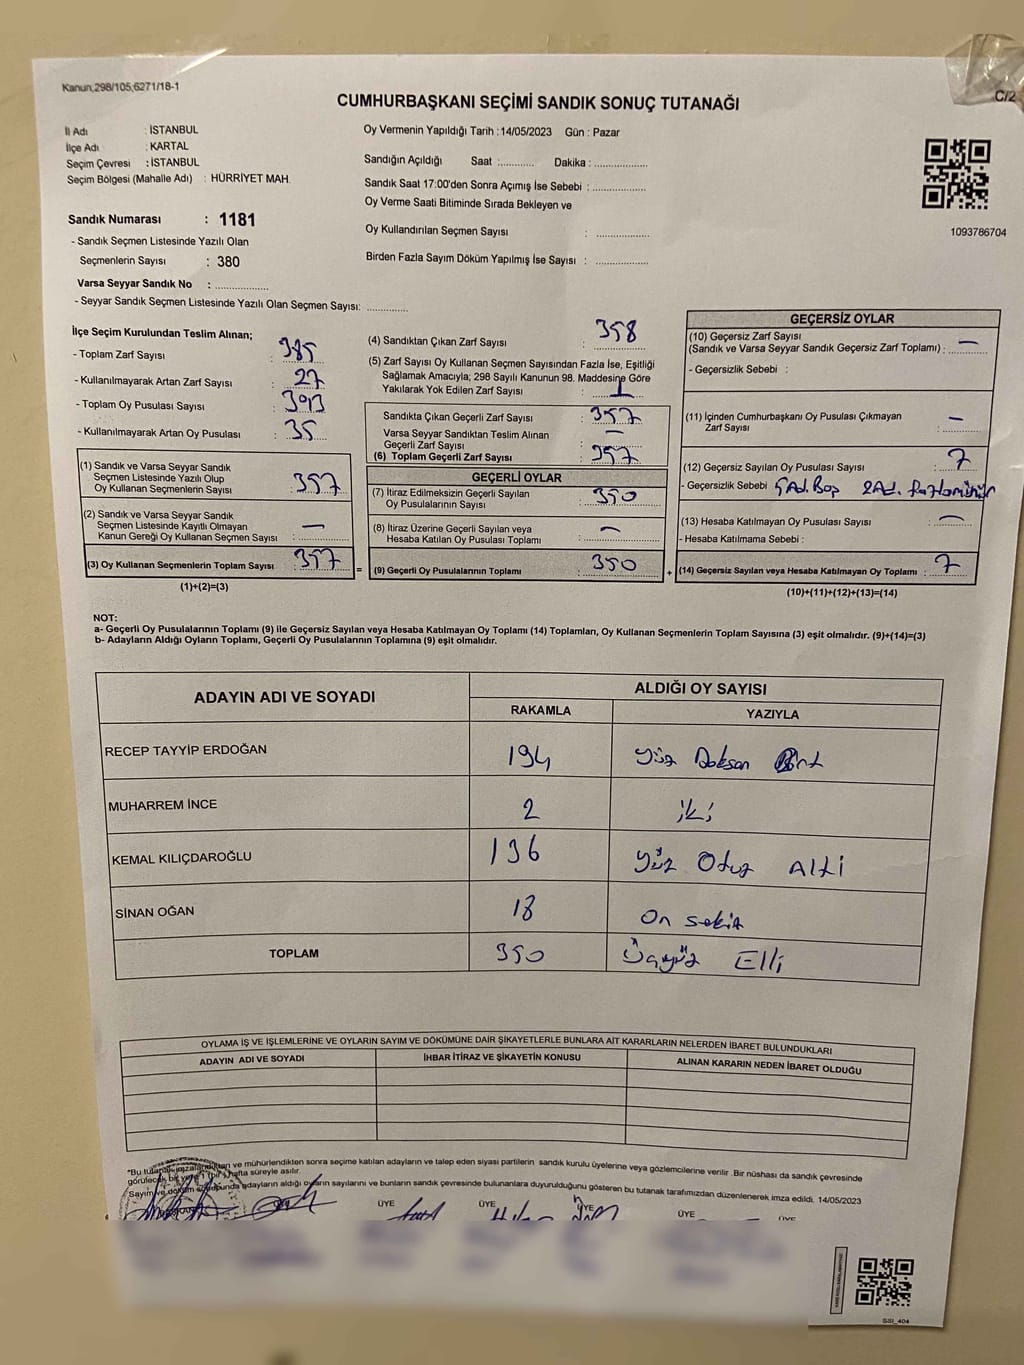 Kanun;298/105,6271/18-1
C/2
CUMHURBAŞKANI SEÇİMİ SANDIK SONUÇ TUTANAĞI
İl Adı : İSTANBUL
İlçe Adı : KARTAL
Seçim Çevresi : İSTANBUL
Seçim Bölgesi (Mahalle Adı) : HÜRRİYET MAH.
Sandık Numarası : 1181
- Sandık Seçmen Listesinde Yazılı Olan
Seçmenlerin Sayısı : 380
Varsa Seyyar Sandık No : ..................
- Seyyar Sandık Seçmen Listesinde Yazılı Olan Seçmen Sayısı: .............
Oy Vermenin Yapıldığı Tarih : 14/05/2023 Gün : Pazar
Sandığın Açıldığı Saat :............ Dakika : ..................
Sandık Saat 17:00'den Sonra Açımış İse Sebebi : ..................
Oy Verme Saati Bitiminde Sırada Bekleyen ve
Oy Kullandırılan Seçmen Sayısı : ..................
Birden Fazla Sayım Döküm Yapılmış İse Sayısı : ..................
1093786704
İlçe Seçim Kurulundan Teslim Alınan;
- Toplam Zarf Sayısı : 385
- Kullanılmayarak Artan Zarf Sayısı : 27
- Toplam Oy Pusulası Sayısı : 393
- Kullanılmayarak Artan Oy Pusulası : 35
(1) Sandık ve Varsa Seyyar Sandık
Seçmen Listesinde Yazılı Olup
Oy Kullanan Seçmenlerin Sayısı : 357
(2) Sandık ve Varsa Seyyar Sandık
Seçmen Listesinde Kayıtlı Olmayan
Kanun Gereği Oy Kullanan Seçmen Sayısı : —
(3) Oy Kullanan Seçmenlerin Toplam Sayısı : 357
(1)+(2)=(3)
=
(4) Sandıktan Çıkan Zarf Sayısı : 358
(5) Zarf Sayısı Oy Kullanan Seçmen Sayısından Fazla İse, Eşitliği
Sağlamak Amacıyla; 298 Sayılı Kanunun 98. Maddesine Göre
Yakılarak Yok Edilen Zarf Sayısı : 1
Sandıkta Çıkan Geçerli Zarf Sayısı : 357
Varsa Seyyar Sandıktan Teslim Alınan
Geçerli Zarf Sayısı : —
(6) Toplam Geçerli Zarf Sayısı : 357
GEÇERLİ OYLAR
(7) İtiraz Edilmeksizin Geçerli Sayılan
Oy Pusulasının Sayısı : 350
(8) İtiraz Üzerine Geçerli Sayılan veya
Hesaba Katılan Oy Pusulası Toplamı : —
(9) Geçerli Oy Pusulalarının Toplamı : 350
+
GEÇERSİZ OYLAR
(10) Geçersiz Zarf Sayısı
(Sandık ve Varsa Seyyar Sandık Geçersiz Zarf Toplamı) : —
- Geçersizlik Sebebi :
(11) İçinden Cumhurbaşkanı Oy Pusulası Çıkmayan
Zarf Sayısı : —
(12) Geçersiz Sayılan Oy Pusulası Sayısı : 7
- Geçersizlik Sebebi : 5 Ad. Boş 2 Ad.
(13) Hesaba Katılmayan Oy Pusulası Sayısı : —
- Hesaba Katılmama Sebebi :
(14) Geçersiz Sayılan veya Hesaba Katılmayan Oy Toplamı : 7
(10)+(11)+(12)+(13)=(14)
NOT:
a- Geçerli Oy Pusulalarının Toplamı (9) ile Geçersiz Sayılan veya Hesaba Katılmayan Oy Toplamı (14) Toplamları, Oy Kullanan Seçmenlerin Toplam Sayısına (3) eşit olmalıdır. (9)+(14)=(3)
b- Adayların Aldığı Oyların Toplamı, Geçerli Oy Pusulalarının Toplamına (9) eşit olmalıdır.
ADAYIN ADI VE SOYADI
ALDIĞI OY SAYISI
RAKAMLA YAZIYLA
RECEP TAYYİP ERDOĞAN 194 Yüz Doksan Dört
MUHARREM İNCE 2 iki
KEMAL KILIÇDAROĞLU 136 Yüz Otuz Altı
SİNAN OĞAN 18 On sekiz
TOPLAM 350 Üçyüz Elli
OYLAMA İŞ VE İŞLEMLERİNE VE OYLARIN SAYIM VE DÖKÜMÜNE DAİR ŞİKAYETLERLE BUNLARA AİT KARARLARIN NELERDEN İBARET BULUNDUKLARI
ADAYIN ADI VE SOYADI İHBAR İTİRAZ VE ŞİKAYETİN KONUSU ALINAN KARARIN NEDEN İBARET OLDUĞU
"Bu tutanak imzalandıktan ve mühürlendikten sonra seçime katılan adayların ve talep eden siyasi partilerin sandık kurulu üyelerine veya gözlemcilerine verilir .Bir nüshası da sandık çevresinde
görülecek bir yere 1 (bir) hafta süreyle asılır.
Sayım ve döküm sonucunda adayların aldığı oyların sayılarını ve bunların sandık çevresinde bulunanlara duyurulduğunu gösteren bu tutanak tarafımızdan düzenlenerek imza edildi. 14/05/2023
ÜYE ÜYE ÜYE ÜYE ÜYE
SSI_404